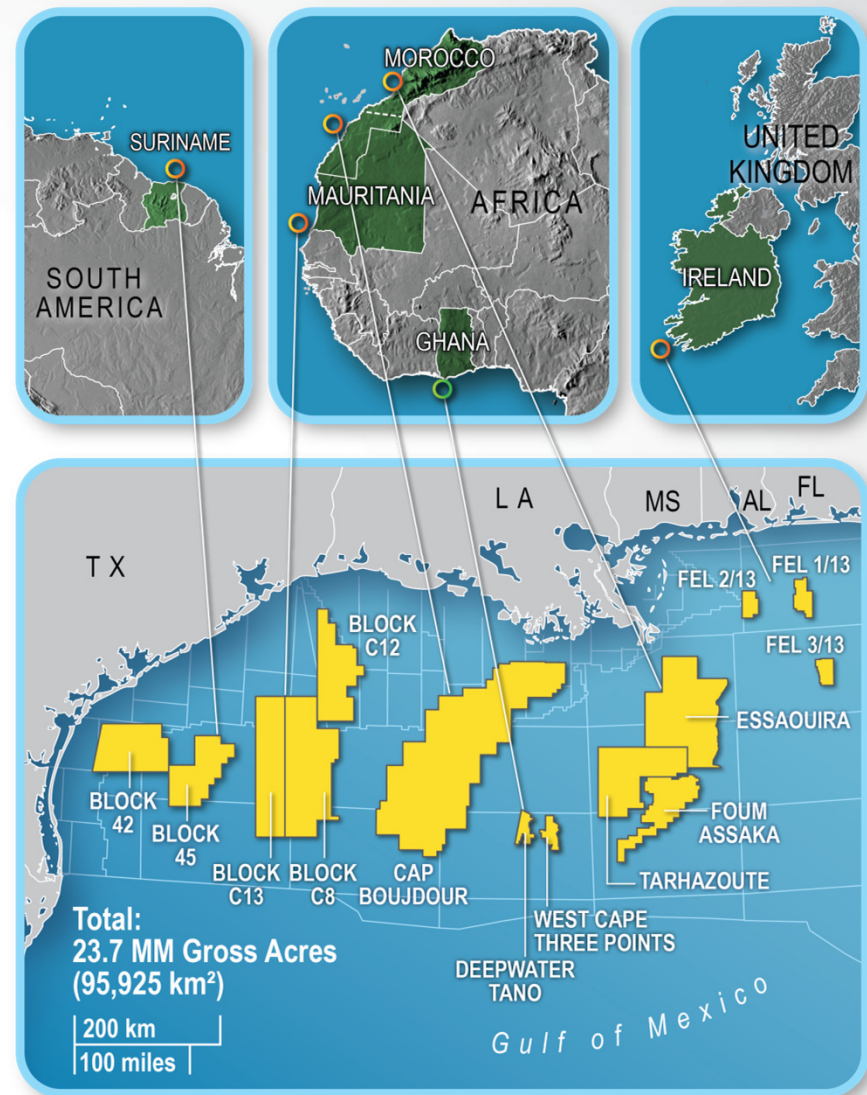 SURINAME
SOUTH
AMERICA
MOROCCO
MAURITANIA
AFRICA
GHANA
UNITED
KINGDOM
IRELAND
TX
LA
MS
AL
FL
FEL 2/13
FEL 1/13
FEL 3/13
BLOCK
C12
ESSAOUIRA
BLOCK
42
BLOCK
45
BLOCK
C13
BLOCK
C8
CAP
BOUJDOUR
FOUM
ASSAKA
TARHAZOUTE
WEST CAPE
THREE POINTS
DEEPWATER
TANO
Total:
23.7 MM Gross Acres
(95,925 km²)
200 km
100 miles
Gulf of Mexico